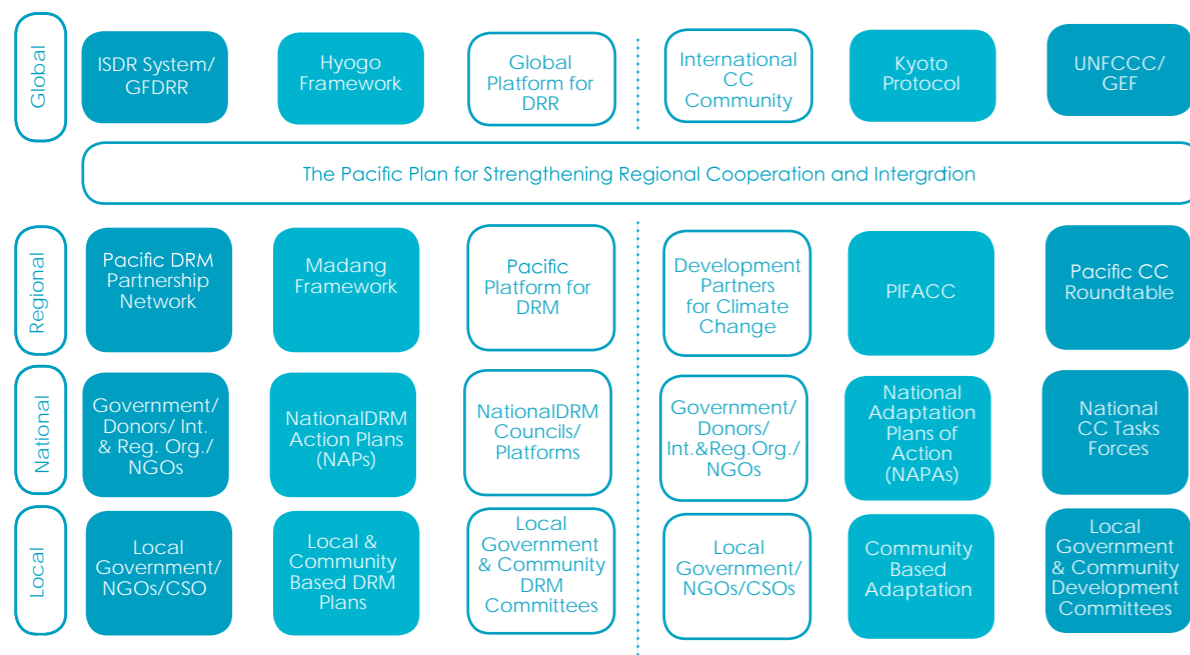 Global
ISDR System/
GFDRR
Hyogo
Framework
Global
Platform for
DRR
International
CC
Community
Kyoto
Protocol
UNFCCC/
GEF
The Pacific Plan for Strengthening Regional Cooperation and Intergrdtion
Regional
Pacific DRM
Partnership
Network
Madang
Framework
Pacific
Platform for
DRM
Development
Partners
for Climate
Change
PIFACC
Pacific CC
Roundtable
National
Government/
Donors/ Int.
& Reg. Org./
NGOs
NationalDRM
Action Plans
(NAPs)
NationalDRM
Councils/
Platforms
Government/
Donors/
Int.&Reg.Org./
NGOs
National
Adaptation
Plans of
Action
(NAPAs)
National
CC Tasks
Forces
Local
Local
Government/
NGOs/CSO
Local &
Community
Based DRM
Plans
Local
Government
& Community
DRM
Committees
Local
Government/
NGOs/CSOs
Community
Based
Adaptation
Local
Government
& Community
Development
Committees